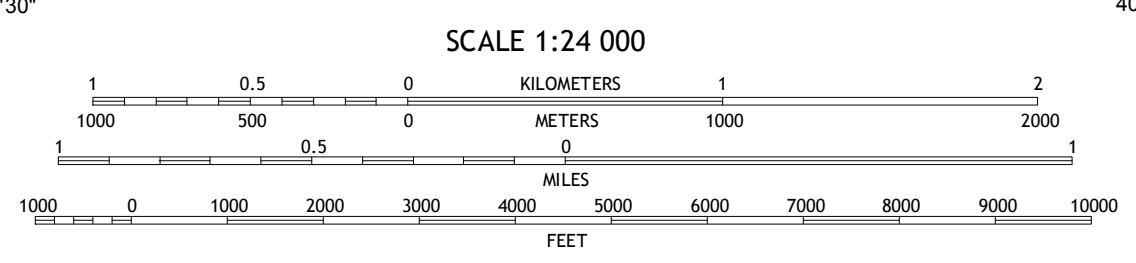 '30"
40
SCALE 1:24 000
1 0.5 0 KILOMETERS 1 2
1000 500 0 METERS 1000 2000
1 0.5 0 1
MILES
1000 0 1000 2000 3000 4000 5000 6000 7000 8000 9000 10000
FEET